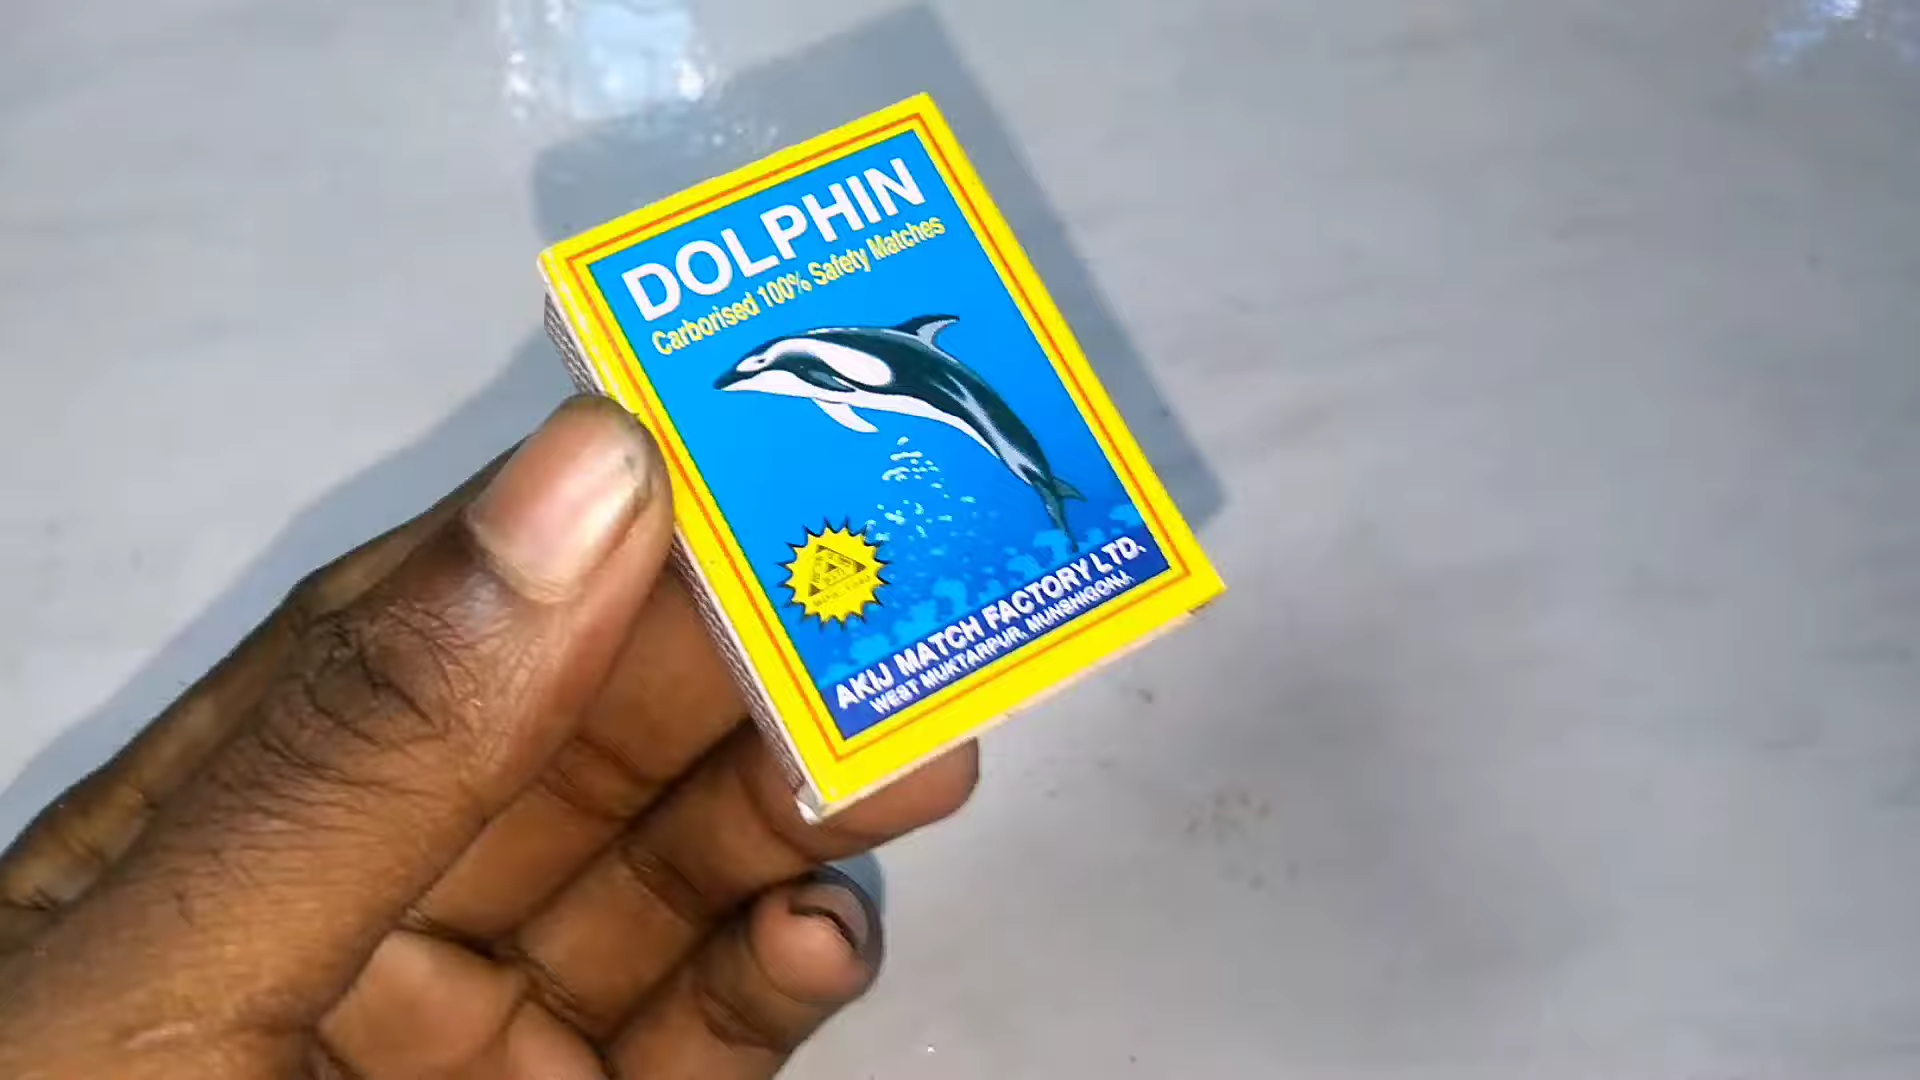 DOLPHIN
Carborised 100% Safety Matches
AKIJ MATCH FACTORY LTD.
WEST MUKTARPUR, MUNSHIGONJ.